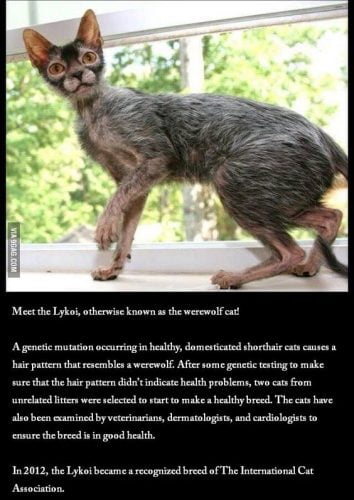 VIA 9GAG.COM
Meet the Lykoi, otherwise known as the werewolf cat!
A genetic mutation occurring in healthy, domesticated shorthair cats causes a
hair pattern that resembles a werewolf. After some genetic testing to make
sure that the hair pattern didn't indicate health problems, two cats from
unrelated litters were selected to start to make a healthy breed. The cats have
also been examined by veterinarians, dermatologists, and cardiologists to
ensure the breed is in good health.
In 2012, the Lykoi became a recognized breed of The International Cat
Association.